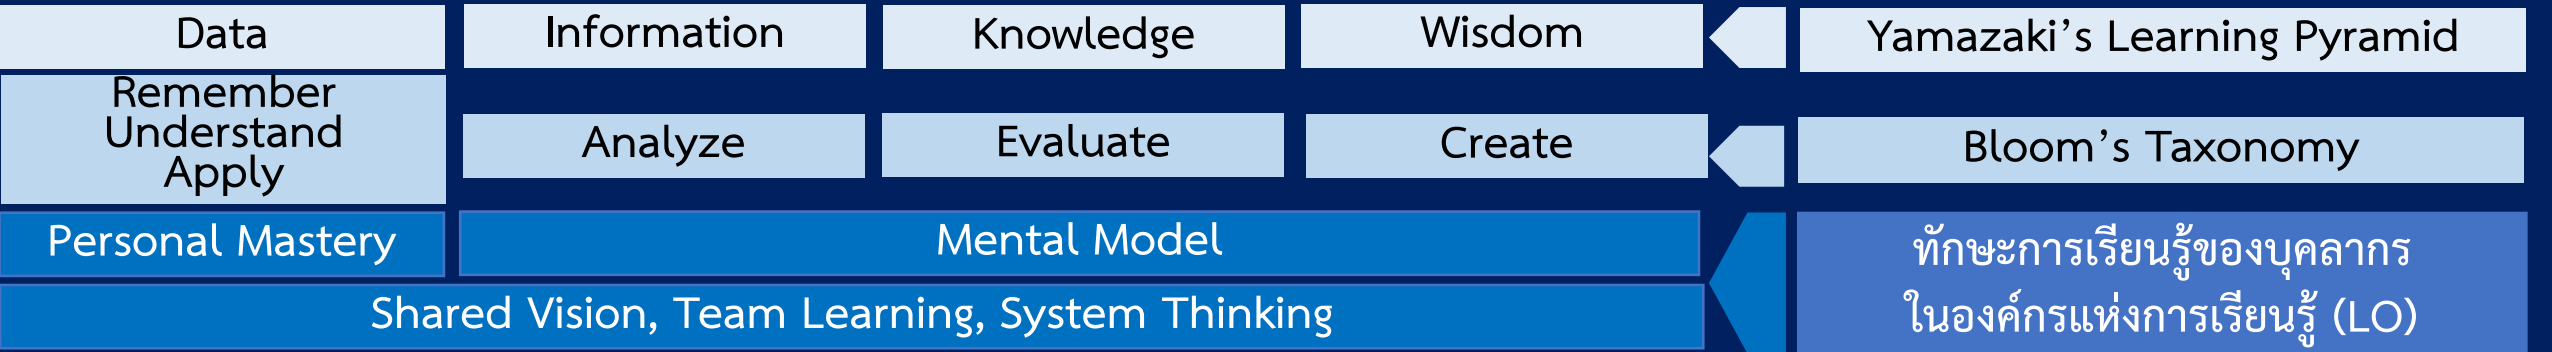 Data
Information
Knowledge
Wisdom
Yamazaki's Learning Pyramid
Remember
Understand
Apply
Analyze
Evaluate
Create
Bloom's Taxonomy
Personal Mastery
Mental Model
Shared Vision, Team Learning, System Thinking
ทักษะการเรียนรู้ของบุคลากร
ในองค์กรแห่งการเรียนรู้ (LO)